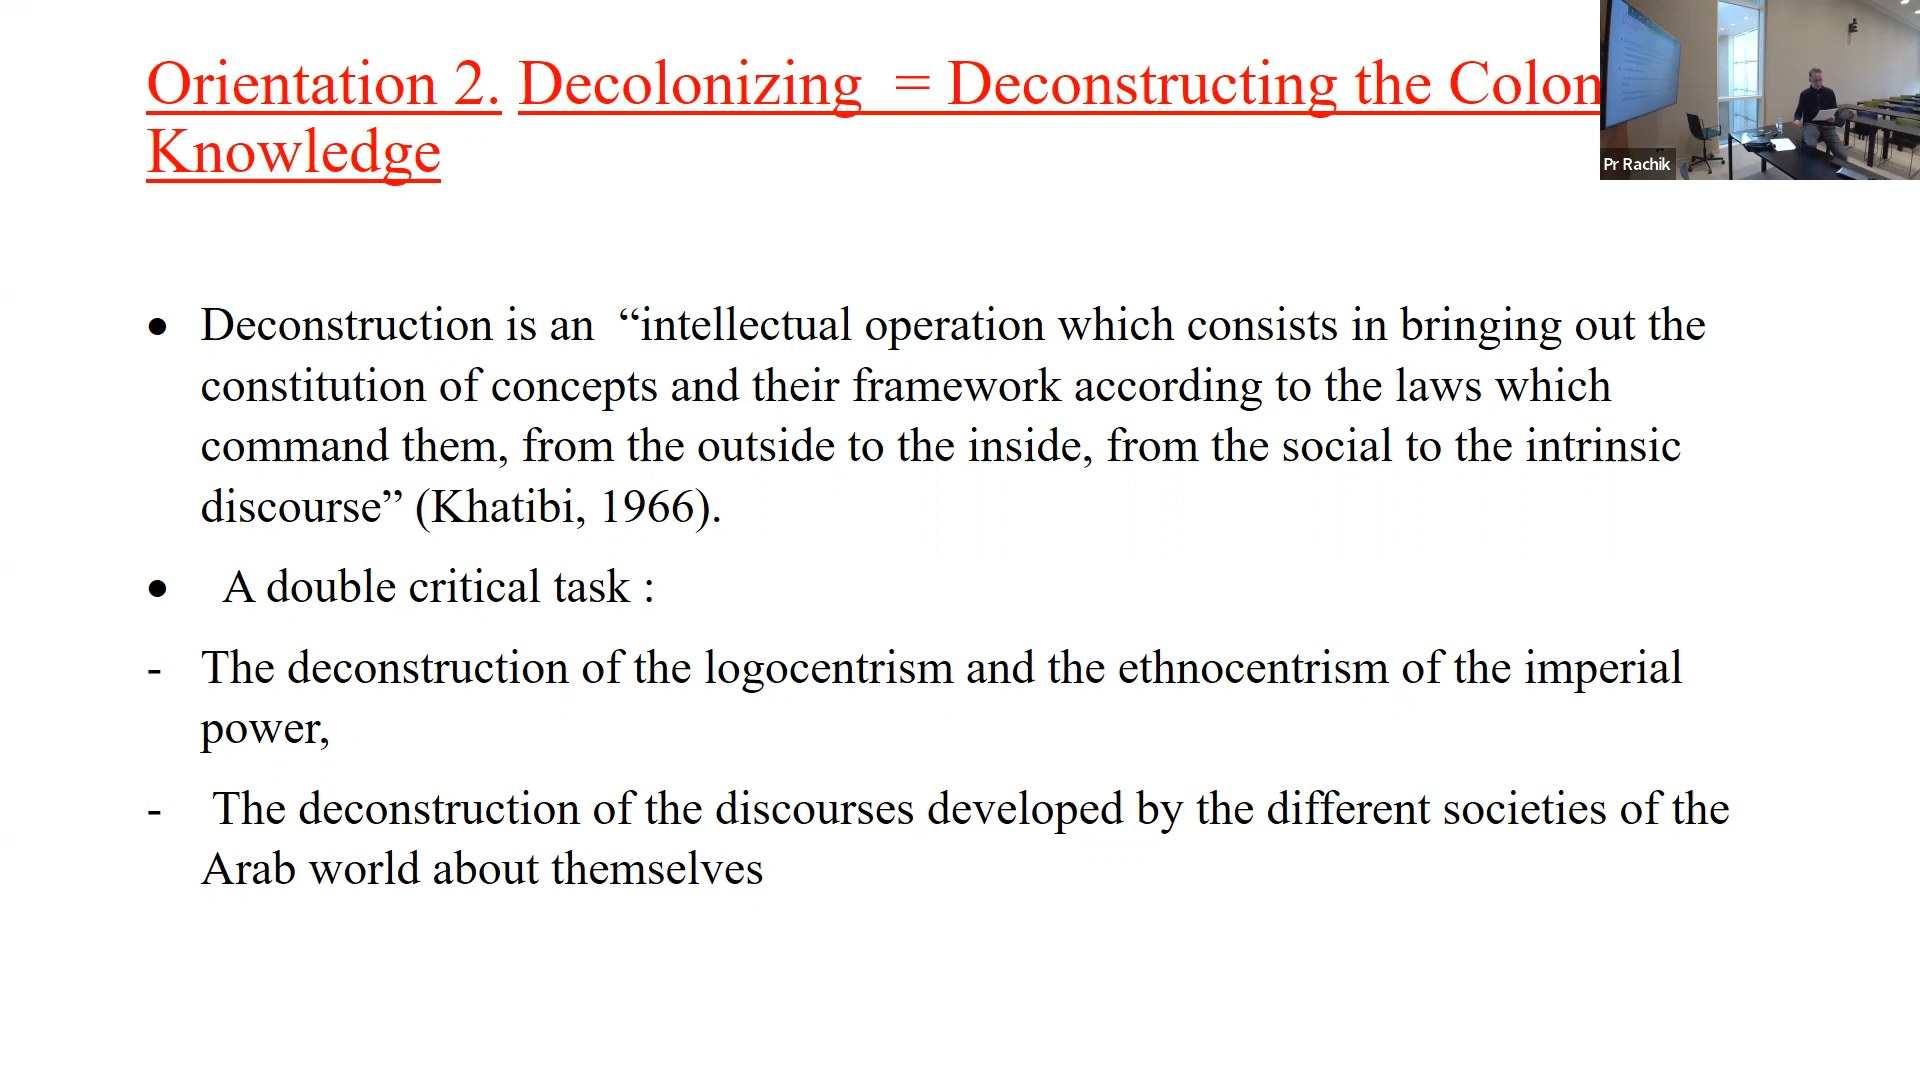 Orientation 2. Decolonizing = Deconstructing the Colon
Knowledge
Pr Rachik
• Deconstruction is an “intellectual operation which consists in bringing out the
constitution of concepts and their framework according to the laws which
command them, from the outside to the inside, from the social to the intrinsic
discourse” (Khatibi, 1966).
• A double critical task :
- The deconstruction of the logocentrism and the ethnocentrism of the imperial
power,
- The deconstruction of the discourses developed by the different societies of the
Arab world about themselves